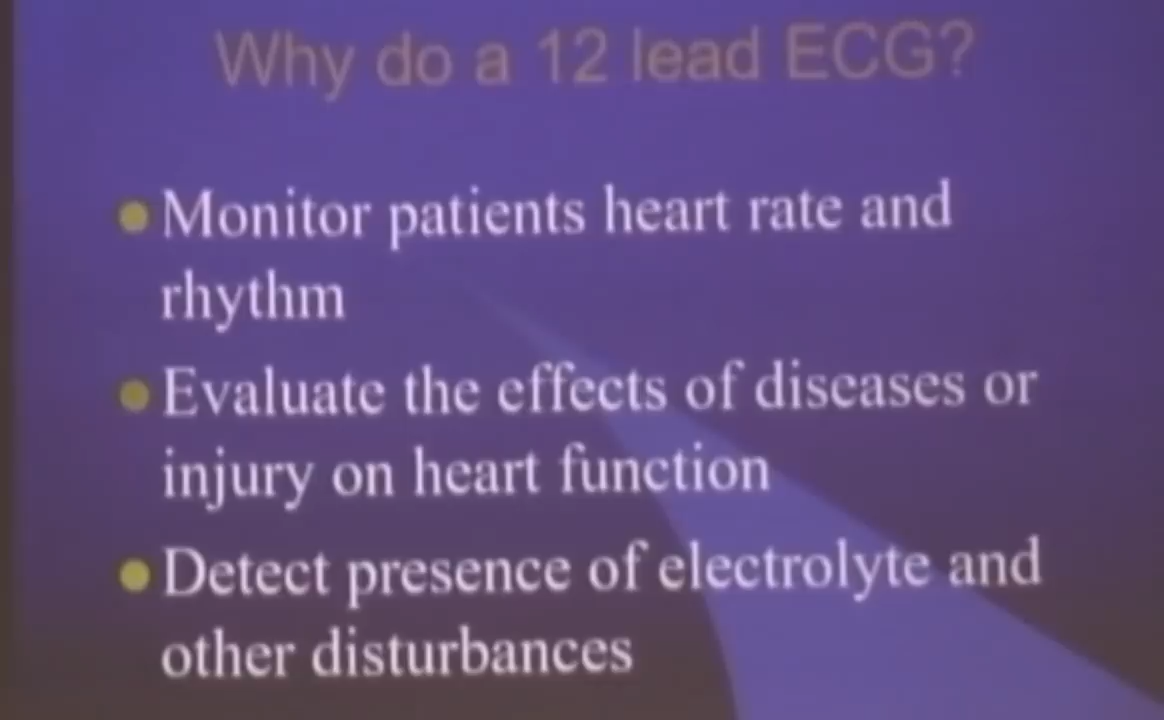 Why do a 12 lead ECG?
Monitor patients heart rate and
rhythm
Evaluate the effects of diseases or
injury on heart function
Detect presence of electrolyte and
other disturbances